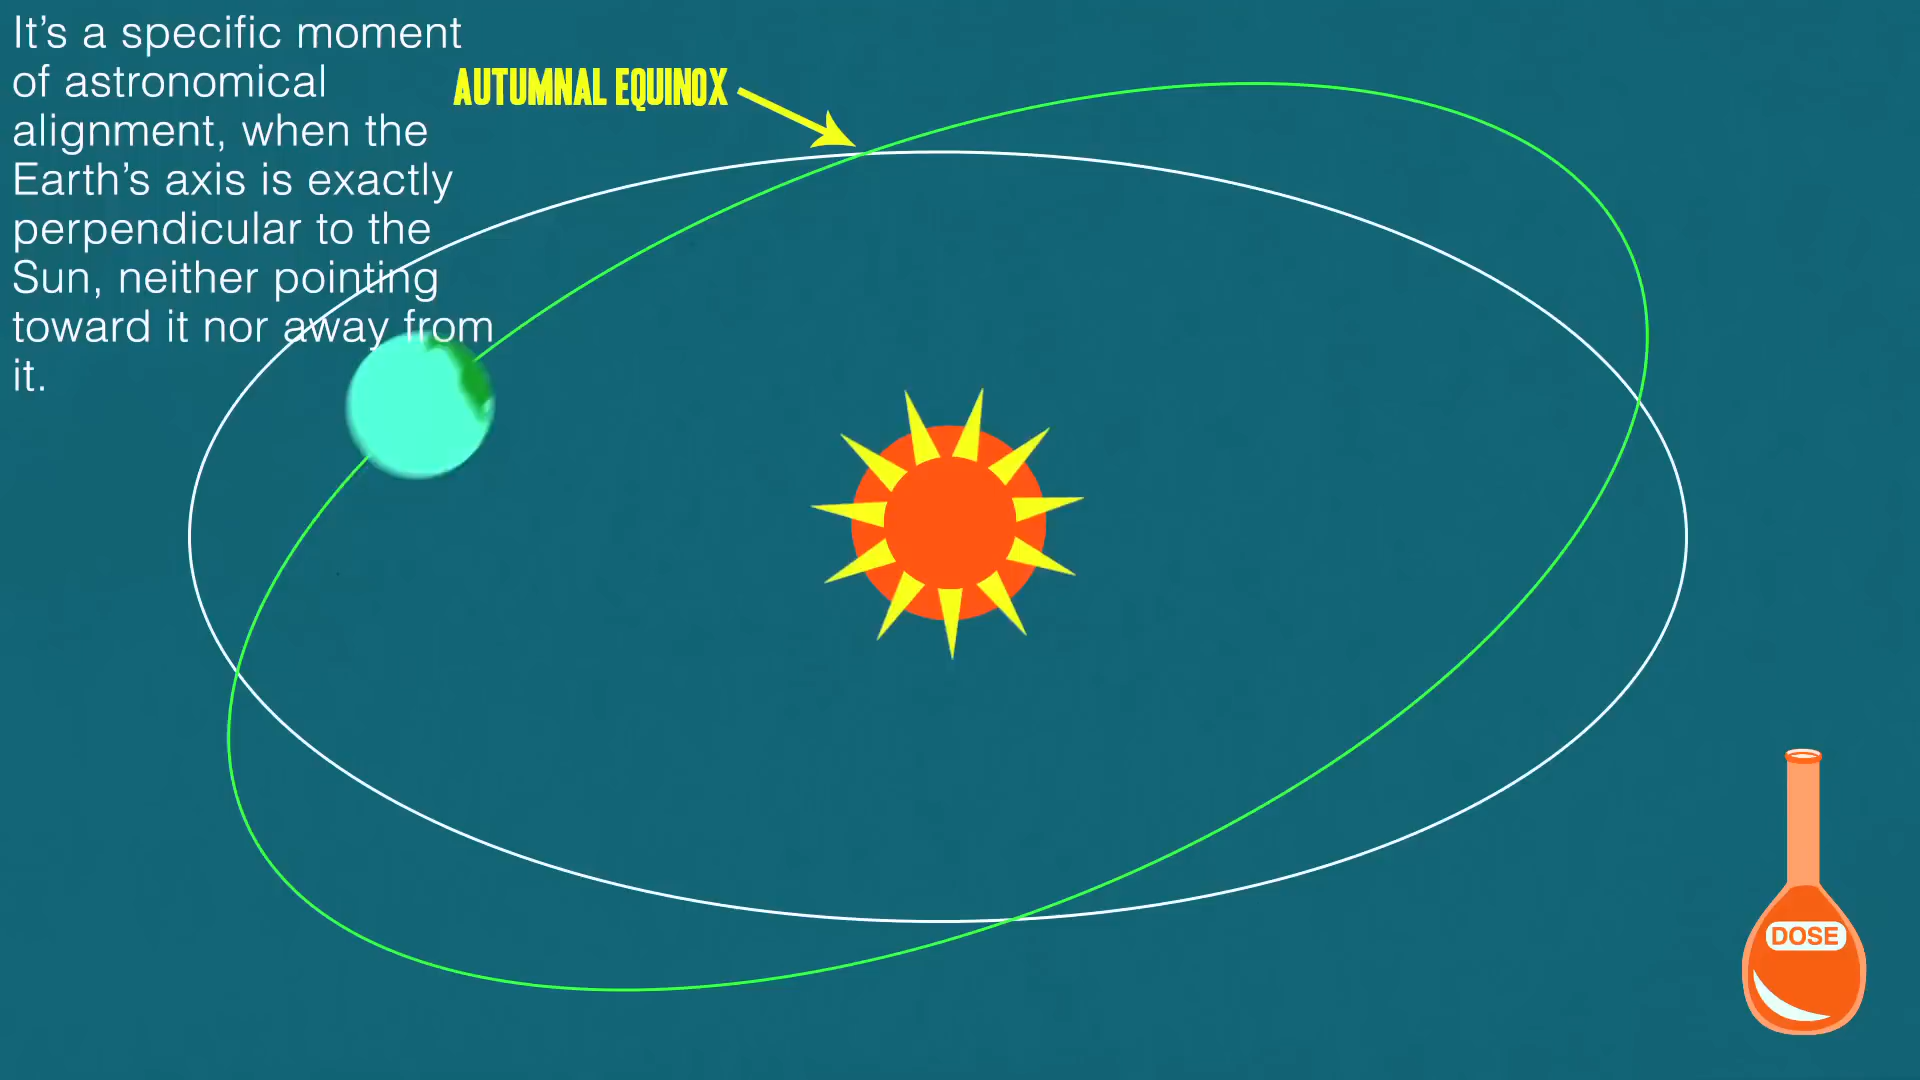 It’s a specific moment
of astronomical
alignment, when the
Earth’s axis is exactly
perpendicular to the
Sun, neither pointing
toward it nor away from
it.
AUTUMNAL EQUINOX
DOSE